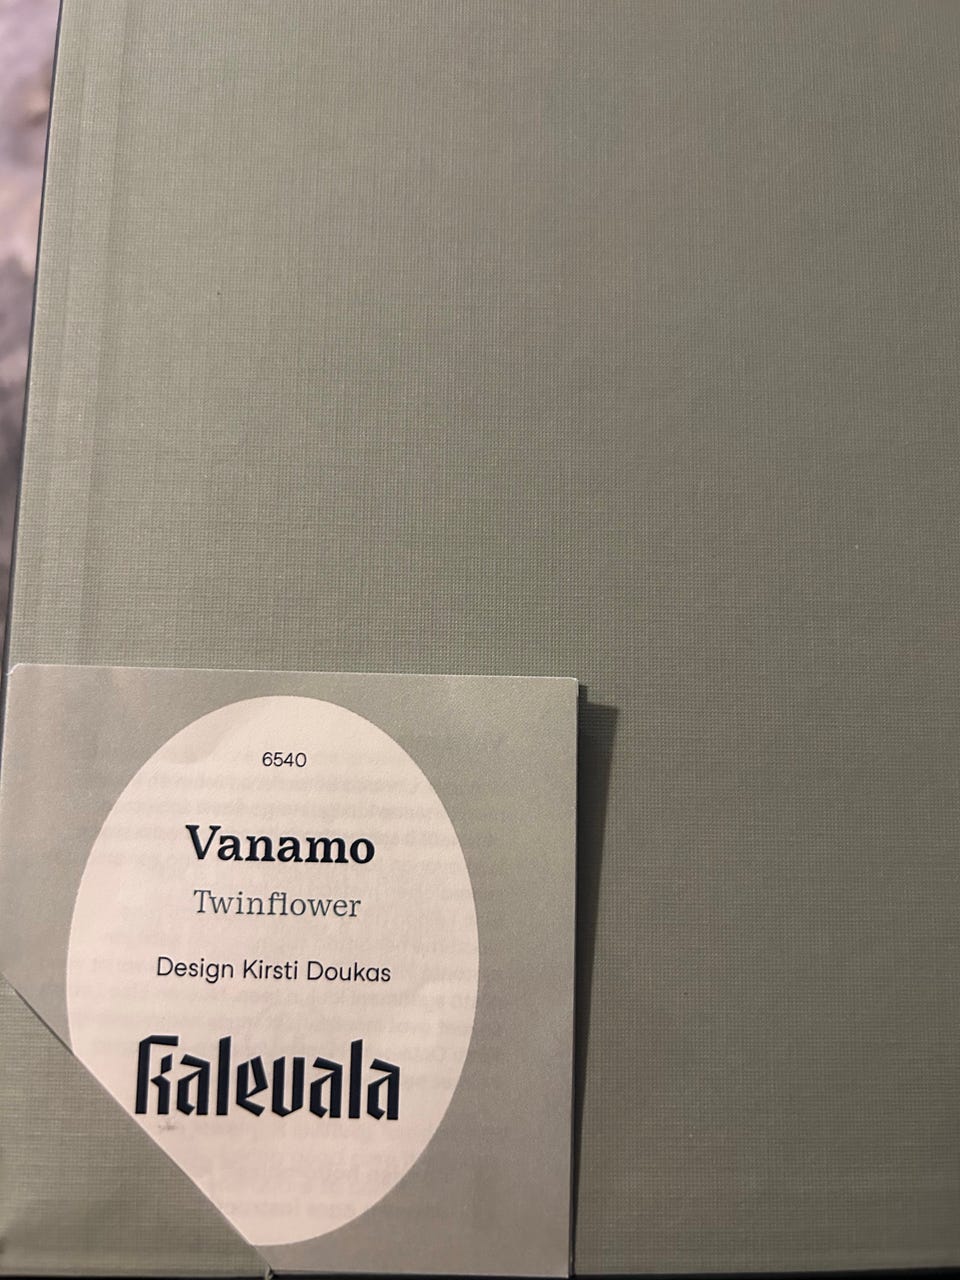 6540
Vanamo
Twinflower
Design Kirsti Doukas
Kalevala